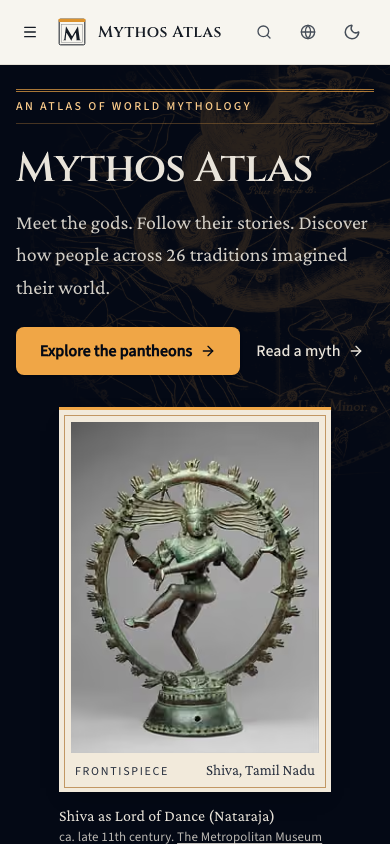 M Mythos Atlas
AN ATLAS OF WORLD MYTHOLOGY
Mythos Atlas
Meet the gods. Follow their stories. Discover
how people across 26 traditions imagined
their world.
Explore the pantheons →
Read a myth →
Minor.
FRONTISPIECE
Shiva, Tamil Nadu
Shiva as Lord of Dance (Nataraja)
ca. late 11th century. The Metropolitan Museum